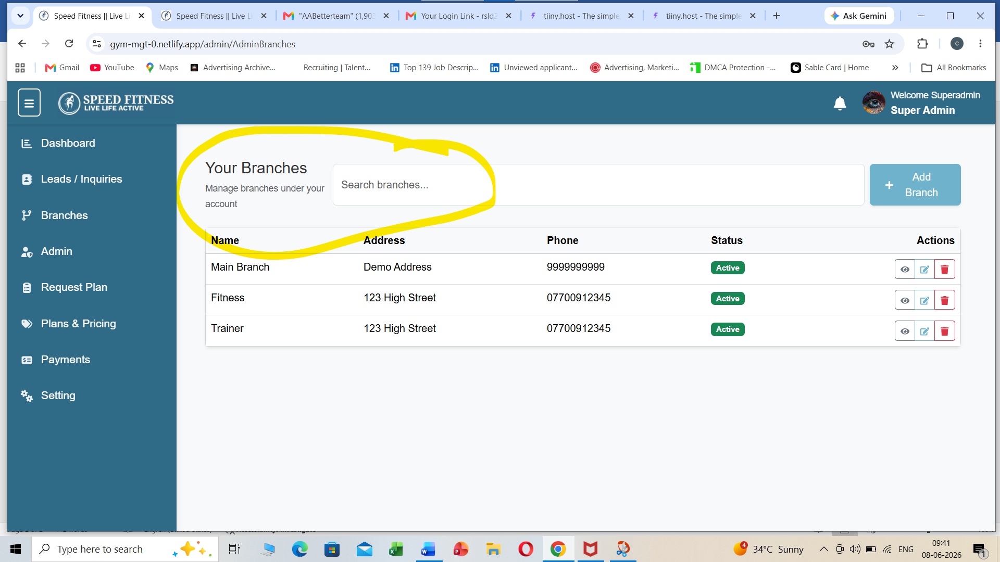 Speed Fitness || Live Li
Speed Fitness || Live Li
"AABetterteam" (1,903
Your Login Link - rsld2
tiiny.host - The simple
tiiny.host - The simple
Ask Gemini
gym-mgt-0.netlify.app/admin/AdminBranches
c
Gmail
YouTube
Maps
Advertising Archive...
Recruiting | Talent...
Top 139 Job Descrip...
Unviewed applicant...
Advertising, Marketi...
DMCA Protection -...
Sable Card | Home
All Bookmarks
SPEED FITNESS
LIVE LIFE ACTIVE
Welcome Superadmin
Super Admin
Dashboard
Leads / Inquiries
Branches
Admin
Request Plan
Plans & Pricing
Payments
Setting
Your Branches
Manage branches under your
account
Search branches...
Add
Branch
Name Address Phone Status Actions
Main Branch Demo Address 9999999999 Active
Fitness 123 High Street 07700912345 Active
Trainer 123 High Street 07700912345 Active
Type here to search
4
34°C Sunny
ENG
09:41
08-06-2026
1